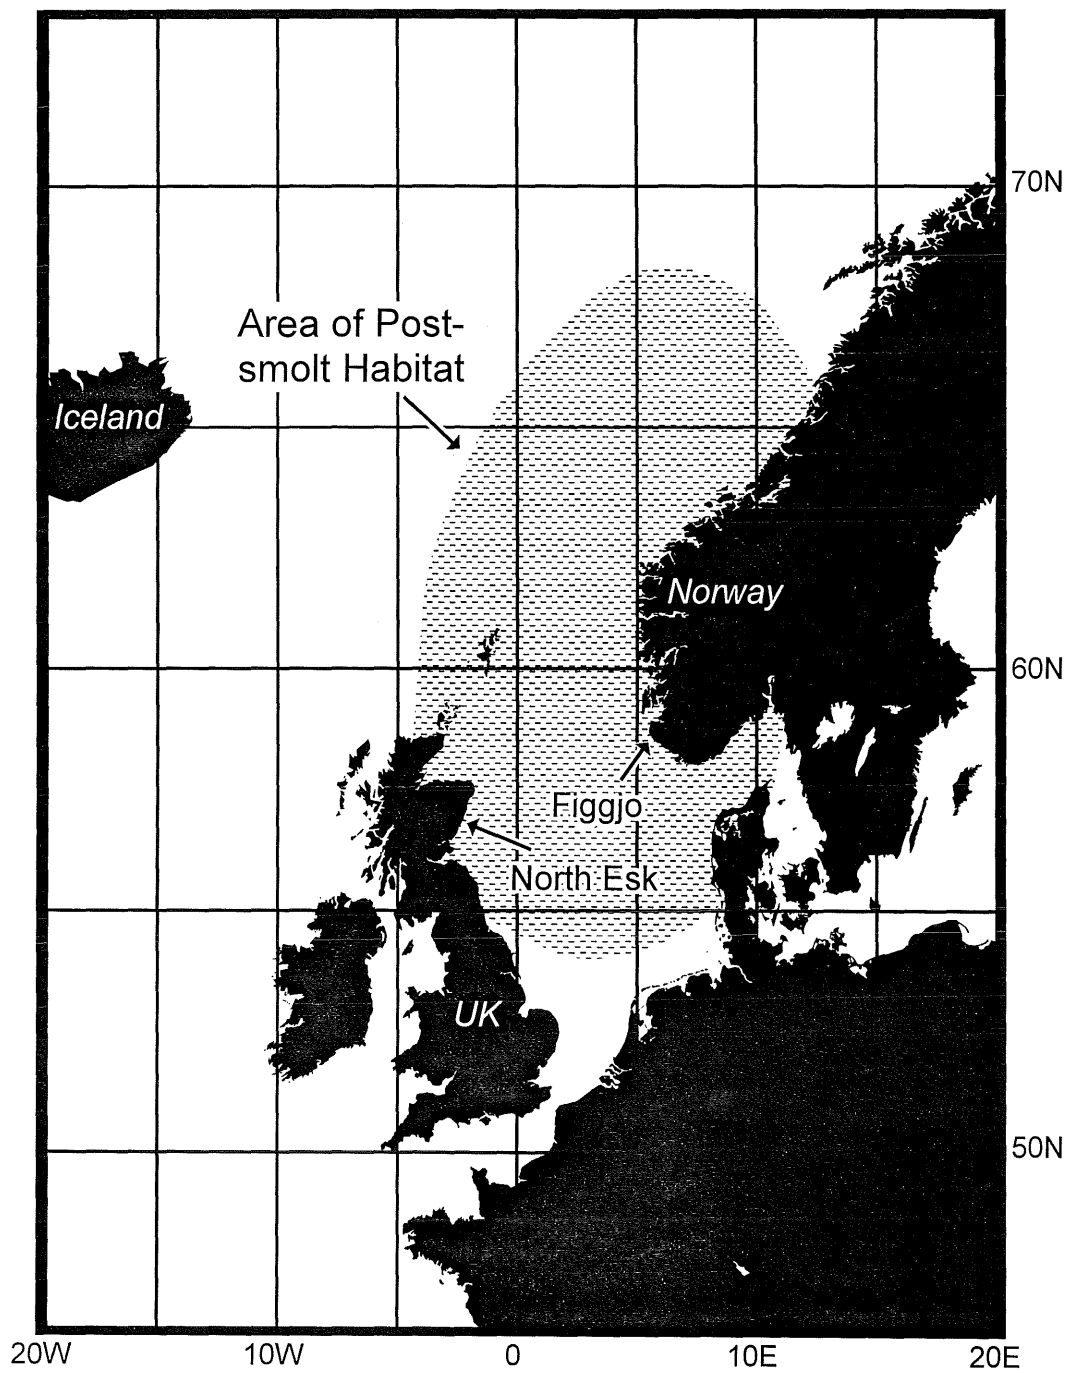 70N
Area of Post-
smolt Habitat
Iceland
Norway
60N
Figgjo
North Esk
UK
50N
20W
10W
0
10E
20E